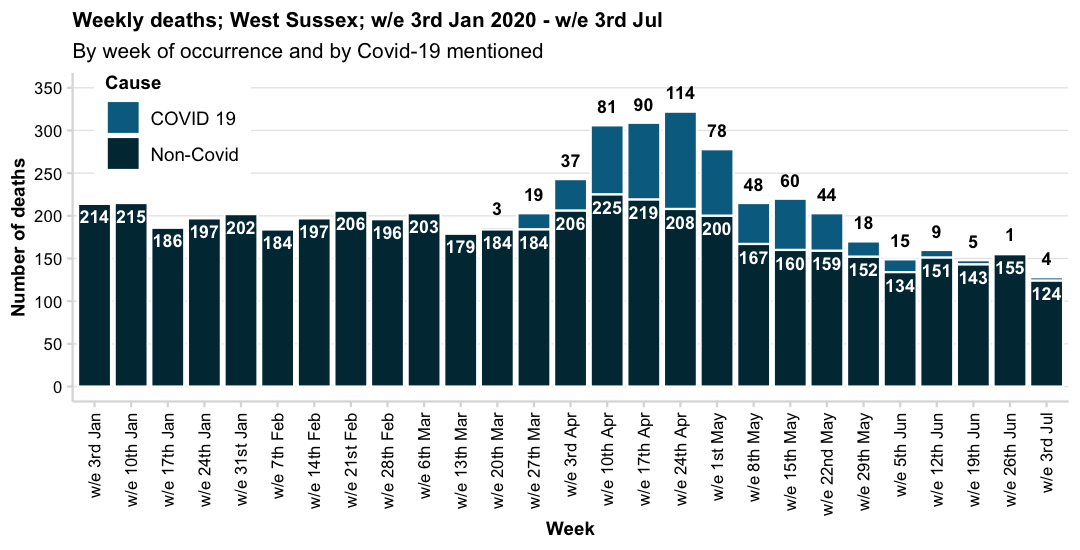 Weekly deaths; West Sussex; w/e 3rd Jan 2020 - w/e 3rd Jul
By week of occurrence and by Covid-19 mentioned
Cause
COVID 19
Non-Covid
Number of deaths
350
300
250
200
150
100
50
0
3
19
37
81
90
114
78
48
60
44
18
15
9
5
1
4
214
215
186
197
202
184
197
206
196
203
179
184
184
206
225
219
208
200
167
160
159
152
134
151
143
155
124
w/e 3rd Jan
w/e 10th Jan
w/e 17th Jan
w/e 24th Jan
w/e 31st Jan
w/e 7th Feb
w/e 14th Feb
w/e 21st Feb
w/e 28th Feb
w/e 6th Mar
w/e 13th Mar
w/e 20th Mar
w/e 27th Mar
w/e 3rd Apr
w/e 10th Apr
w/e 17th Apr
w/e 24th Apr
w/e 1st May
w/e 8th May
w/e 15th May
w/e 22nd May
w/e 29th May
w/e 5th Jun
w/e 12th Jun
w/e 19th Jun
w/e 26th Jun
w/e 3rd Jul
Week